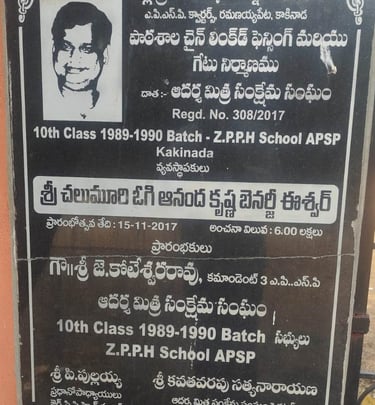 ఎ.పి.ఎస్.పి క్వార్టర్స్, రమణయ్యపేట, కాకినాడ
పాఠశాల చైన్ లింక్‌డ్ ఫెన్సింగ్ మరియు
గేటు నిర్మాణము
దాత:- ఆదర్శ మిత్ర సంక్షేమ సంఘం
Regd. No. 308/2017
10th Class 1989-1990 Batch - Z.P.P.H School APSP
Kakinada
వ్యవస్థాపకులు
శ్రీ చలుమూరి ఓగి ఆనంద కృష్ణ బెనర్జీ ఈశ్వర్
ప్రారంభోత్సవ తేది : 15-11-2017 అంచనా విలువ : 6.00 లక్షలు
ప్రారంభకులు
గౌ॥శ్రీ జె.కోటేశ్వరరావు, కమాండెంట్ 3 ఎ.పి..ఎస్.పి
ఆదర్శ మిత్ర సంక్షేమ సంఘం
10th Class 1989-1990 Batch సభ్యులు
Z.P.P.H School APSP
శ్రీ పి.పుల్లయ్య శ్రీ కవతవరపు సత్యనారాయణ
ప్రధానోపాధ్యాయులు